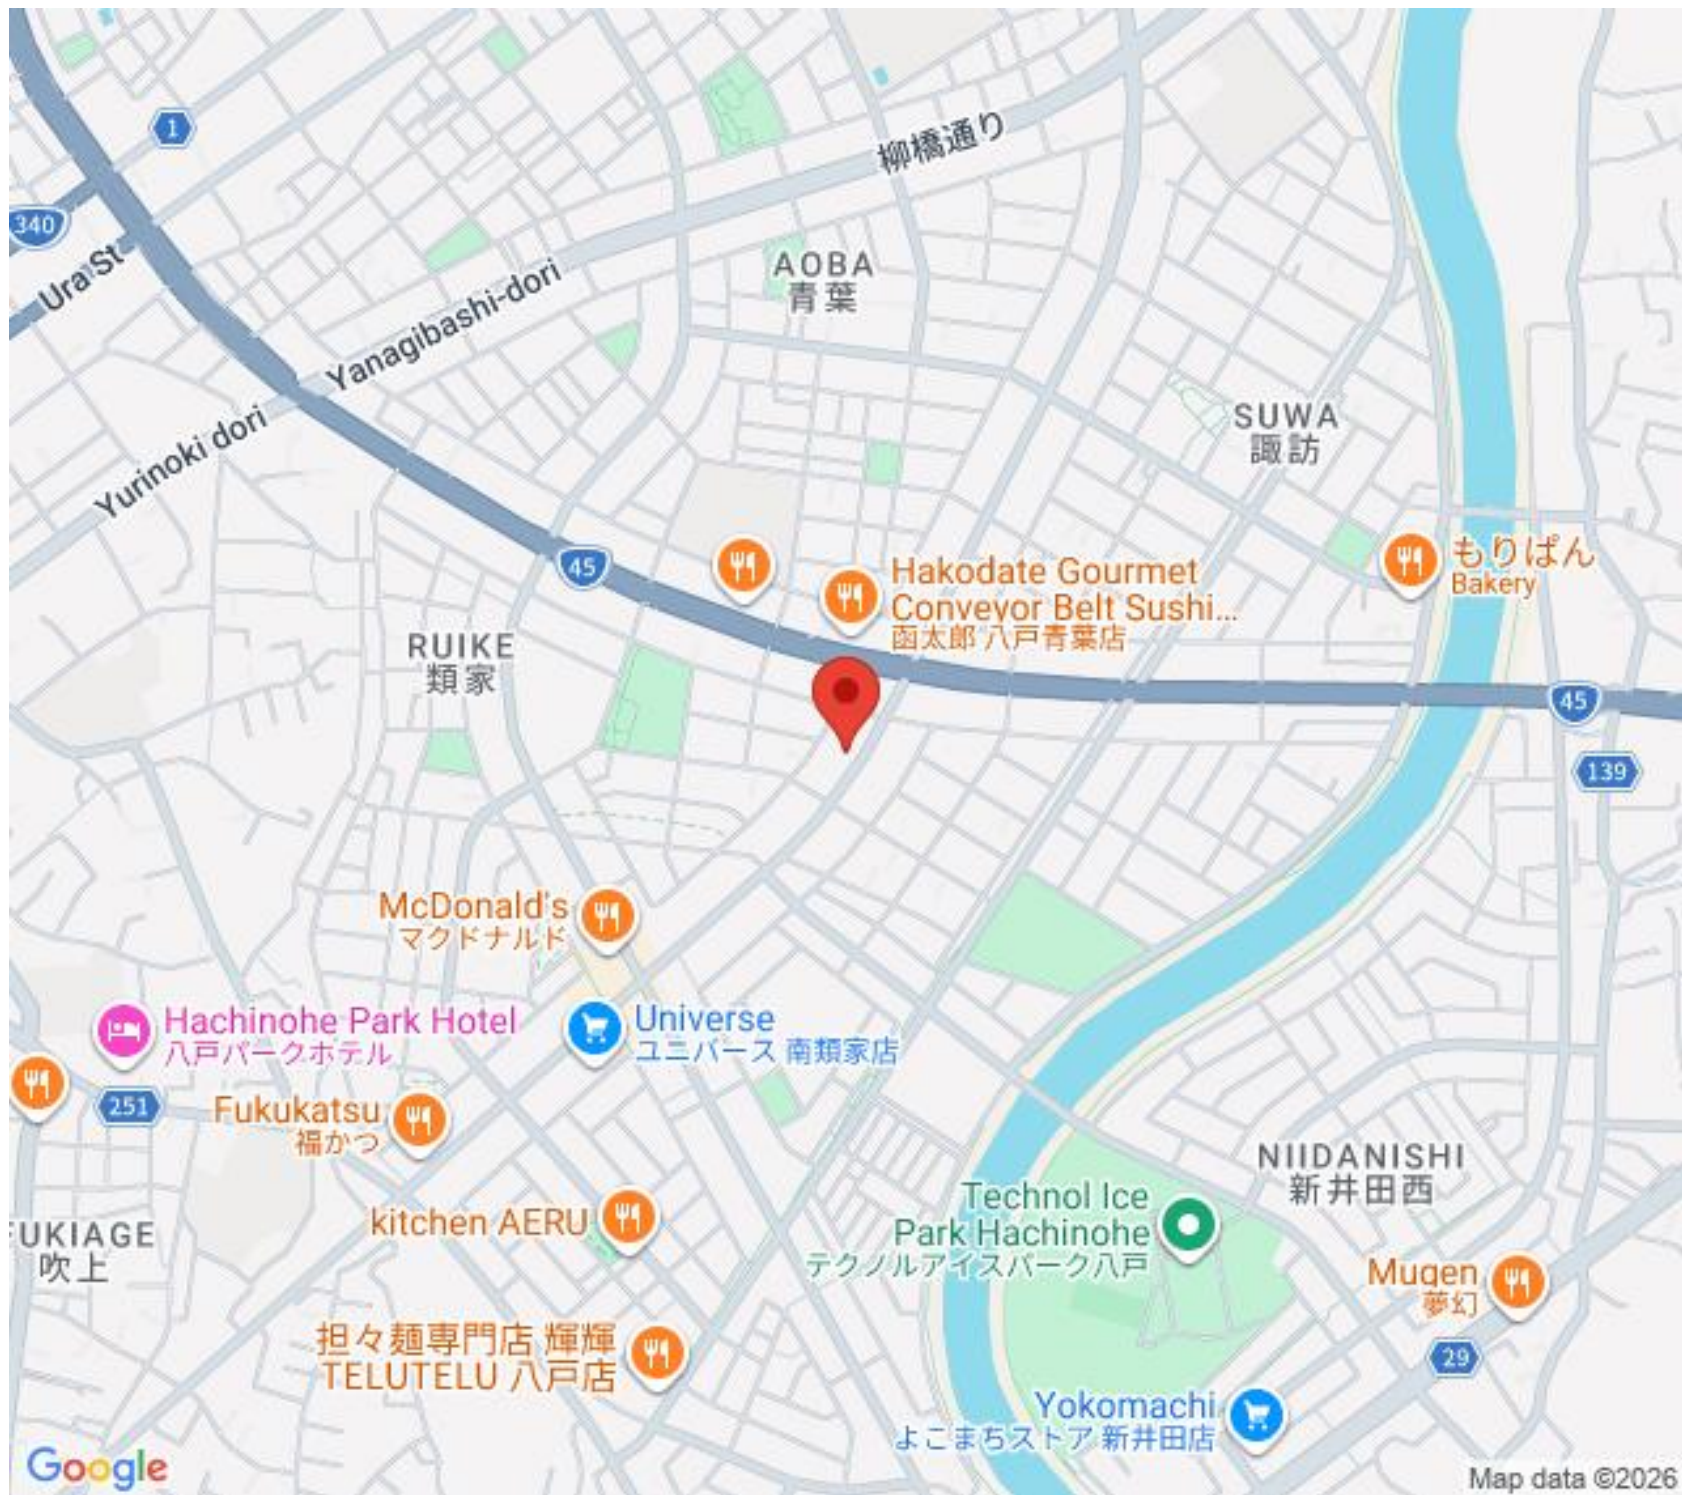 1
柳橋通り
340
Ura St
AOBA
青葉
Yanagibashi-dori
SUWA
諏訪
Yurinoki dori
もりぱん
Bakery
45
Hakodate Gourmet
Conveyor Belt Sushi...
函太郎 八戸青葉店
RUIKE
類家
45
139
McDonald's
マクドナルド
Hachinohe Park Hotel
八戸パークホテル
Universe
ユニバース 南類家店
251
Fukukatsu
福かつ
NIIDANISHI
新井田西
kitchen AERU
Technol Ice
Park Hachinohe
テクノルアイスパーク八戸
FUKIAGE
吹上
Mugen
夢幻
担々麺専門店 輝輝
TELUTELU 八戸店
29
Yokomachi
よこまちストア 新井田店
Google
Map data ©2026